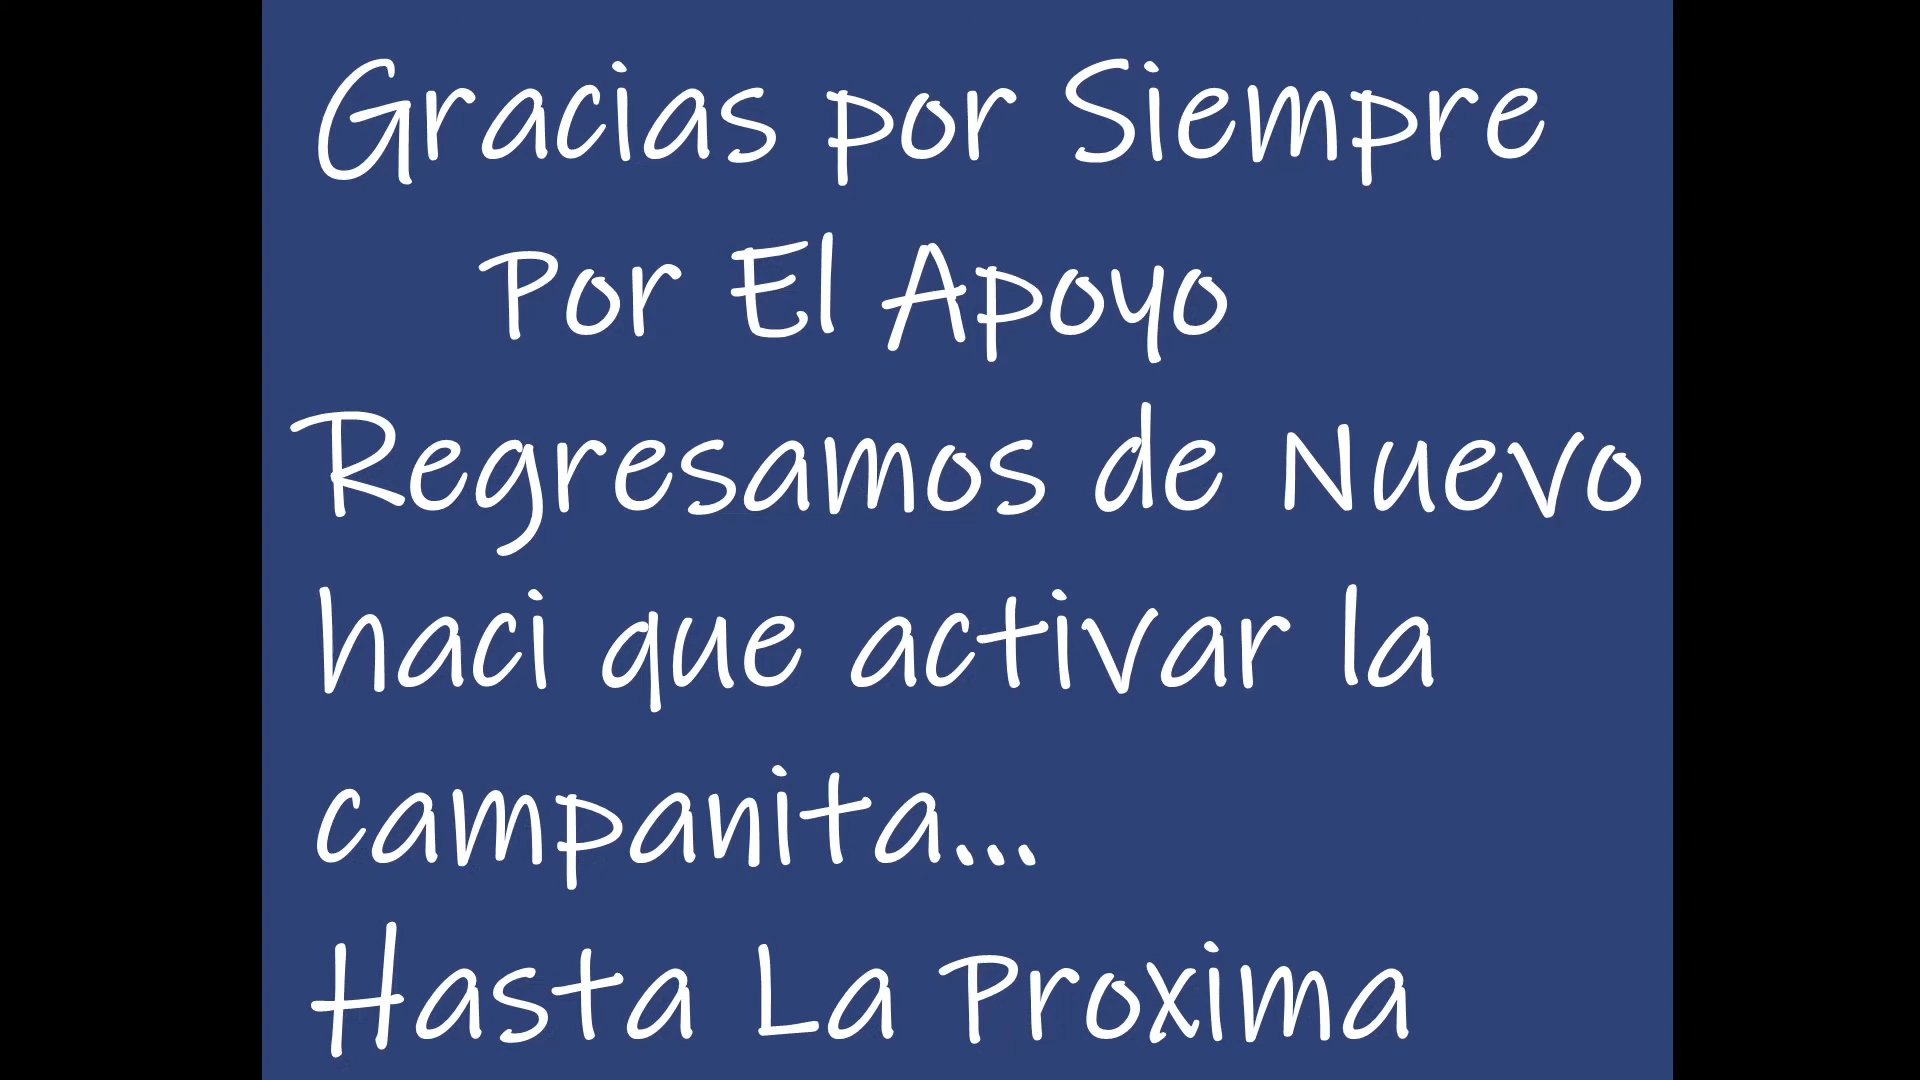 Gracias por Siempre
Por El Apoyo
Regresamos de Nuevo
haci que activar la
campanita...
Hasta La Proxima